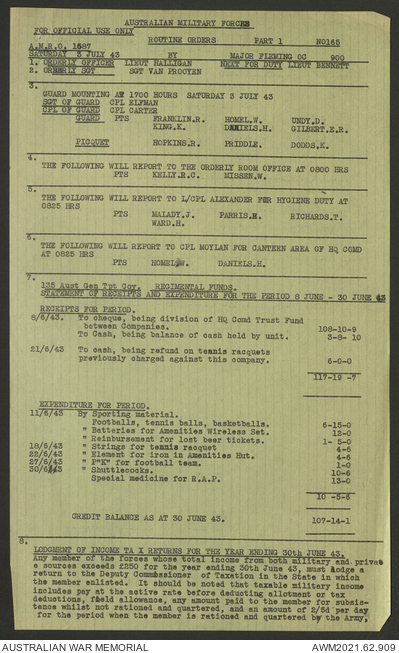 AUSTRALIAN MILITARY FORCES
FOR OFFICIAL USE ONLY
ROUTINE ORDERS PART 1 NO165
A.M.R.O. 1587
SATURDAY 3 JULY 43 BY MAJOR FLEMING OC 900
1. ORDERLY OFFICER LIEUT BALLIGAN NEXT FOR DUTY LIEUT BENNETT
2. ORDERLY SGT SGT VAN PROOYEN
3.
GUARD MOUNTING AT 1700 HOURS SATURDAY 3 JULY 43
SGT OF GUARD CPL ELFMAN
CPL OF GUARD CPL CARTER
GUARD PTS FRANKLIN.R. HOMEL.W. UNDY.D.
KING.K. DANIELS.H. GILBERT.E.R.
PICQUET HOPKINS.R. PRIDDLE. DODDS.K.
4.
THE FOLLOWING WILL REPORT TO THE ORDERLY ROOM OFFICE AT 0800 HRS
PTS KELLY.R.C. MISSEN.W.
5.
THE FOLLOWING WILL REPORT TO L/CPL ALEXANDER FOR HYGIENE DUTY AT
0825 HRS
PTS MALADY.J. FARRIS.H. RICHARDS.T.
WARD.H.
6.
THE FOLLOWING WILL REPORT TO CPL MOYLAN FOR CANTEEN AREA OF HQ COMD
AT 0825 HRS
PTS HOMEL.W. DANIELS.H.
7.
135 Aust Gen Tpt Coy. REGIMENTAL FUNDS.
STATEMENT OF RECEIPTS AND EXPENDITURE FOR THE PERIOD 8 JUNE - 30 JUNE 43
RECEIPTS FOR PERIOD.
8/6/43. To cheque, being division of HQ Comd Trust Fund
between Companies. 108-10-9
To Cash, being balance of cash held by unit. 3-8- 10
21/6/43 To cash, being refund on tennis racquets
previously charged against this company. 6-0-0
117-19 -7
EXPENDITURE FOR PERIOD.
11/6/43 By Sporting material.
Footballs, tennis balls, basketballs. 6-15-0
" Batteries for Amenities Wireless Set. 12-0
" Reinbursement for lost beer tickets. 1- 5-0
18/6/43 " Strings for tennis racquet 4-6
22/6/43 " Element for iron in Amenities Hut. 4-6
27/6/43 " P"K" for football team. 1-0
30/6/43 " Shuttlecocks. 10-6
Special medicine for R.A.P. 13-0
10 -5-6
CREDIT BALANCE AS AT 30 JUNE 43. 107-14-1
8.
LODGMENT OF INCOME TA X RETURNS FOR THE YEAR ENDING 30th JUNE 43.
Any member of the forces whose total income from both military and private
e sources exceeds £250 for the year ending 30th June 43, must lodge a
return to the Deputy Commbssioner of Taxation in the State in which
the member enlisted. It should be noted that taxable military income
includes pay at the active rate before deducting allotment or tax
deductions, field allowance, any amount paid to the member for subsis-
tence whilst not rationed and quartered, and an amount of 2/5d per day
for the period when the member is rationed and quartered by the Army,
AUSTRALIAN WAR MEMORIAL AWM2021.62.909